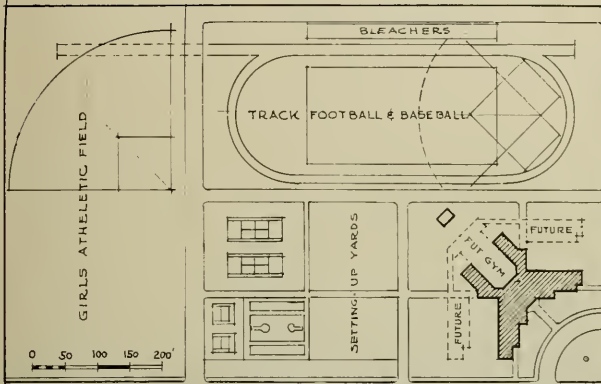 BLEACHERS
TRACK FOOTBALL & BASEBALL
GIRLS ATHELETIC FIELD
SETTING UP YARDS
FUTURE
FUT GYM
FUTURE
0 50 100 150 200'